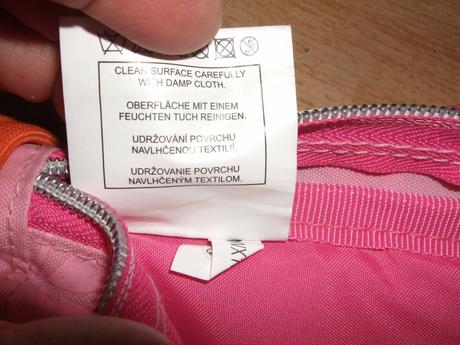 CLEAN SURFACE CAREFULLY
WITH DAMP CLOTH.
OBERFLÄCHE MIT EINEM
FEUCHTEN TUCH REINIGEN.
UDRŽOVÁNÍ POVRCHU
NAVLHČENOU TEXTILIÍ.
UDRŽOVANIE POVRCHU
NAVLHČENÝM TEXTILOM.